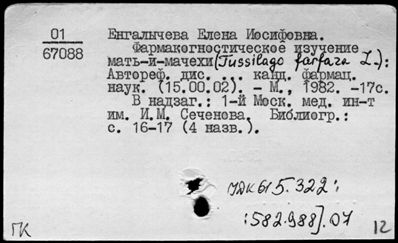 01
67088
Енгалычева Елена Иосифовна.
Фармакогностическое изучение
мать-и-мачехи (Tussilago farfara L.):
Автореф. дис. ... канд. фармац.
наук. (15.00.02). - М., 1982. -17с.
В надзаг.: 1-й Моск. мед. ин-т
им. И.М. Сеченова. Библиогр.:
с. 16-17 (4 назв.).
УДК 615.322:
:582.988].07
ГК
12